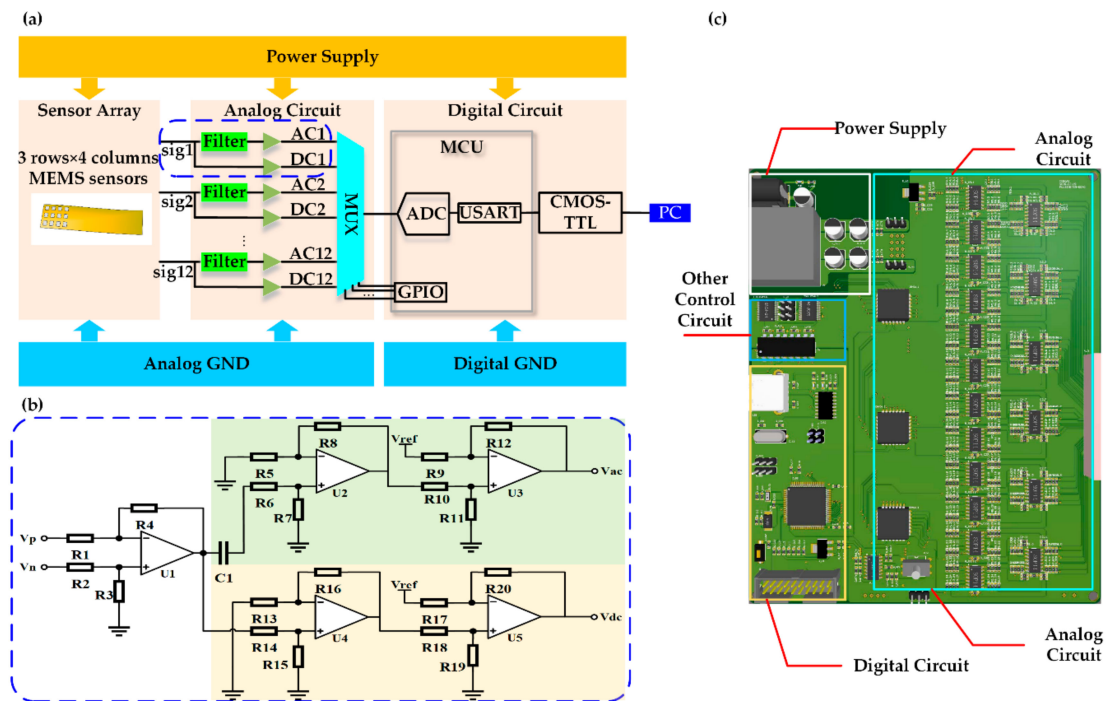 (a)
Power Supply
Sensor Array
Analog Circuit
Digital Circuit
3 rows×4 columns
MEMS sensors
sig1
Filter
AC1
DC1
sig2
Filter
AC2
DC2
...
sig12
Filter
AC12
DC12
MUX
MCU
ADC
USART
CMOS-
TTL
PC
...
GPIO
Analog GND
Digital GND
(b)
Vp
Vn
R1
R2
R3
R4
U1
C1
R5
R6
R7
R8
U2
Vref
R9
R10
R11
R12
U3
Vac
R13
R14
R15
R16
U4
Vref
R17
R18
R19
R20
U5
Vdc
(c)
Power Supply
Analog
Circuit
Other
Control
Circuit
Digital Circuit
Analog
Circuit